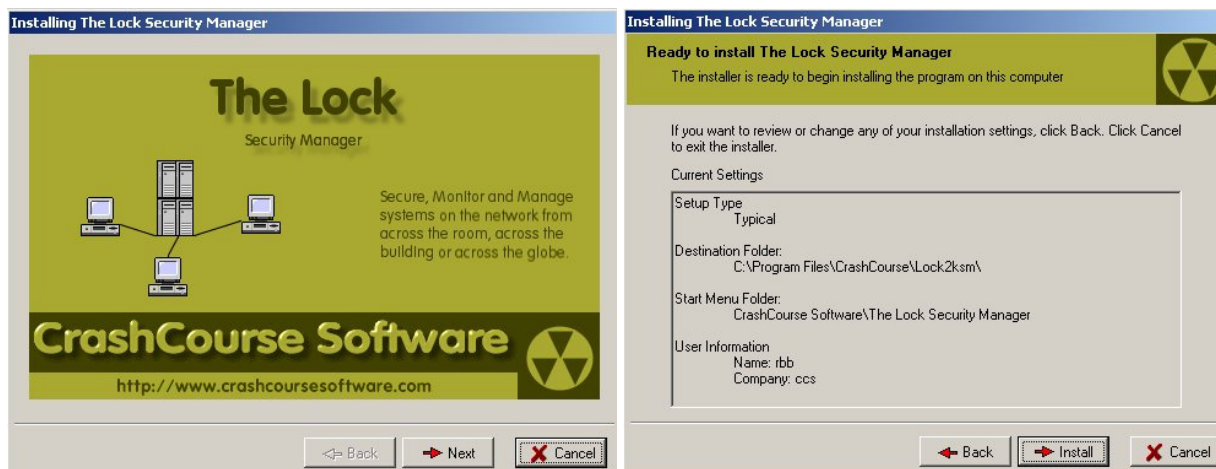 Installing The Lock Security Manager
The Lock
Security Manager
Secure, Monitor and Manage
systems on the network from
across the room, across the
building or across the globe.
CrashCourse Software
http://www.crashcoursesoftware.com
<= Back
Next
Cancel
Installing The Lock Security Manager
Ready to install The Lock Security Manager
The installer is ready to begin installing the program on this computer
If you want to review or change any of your installation settings, click Back. Click Cancel
to exit the installer.
Current Settings
Setup Type
Typical
Destination Folder:
C:\Program Files\CrashCourse\Lock2ksm\
Start Menu Folder:
CrashCourse Software\The Lock Security Manager
User Information
Name: rbb
Company: ccs
Back
Install
Cancel